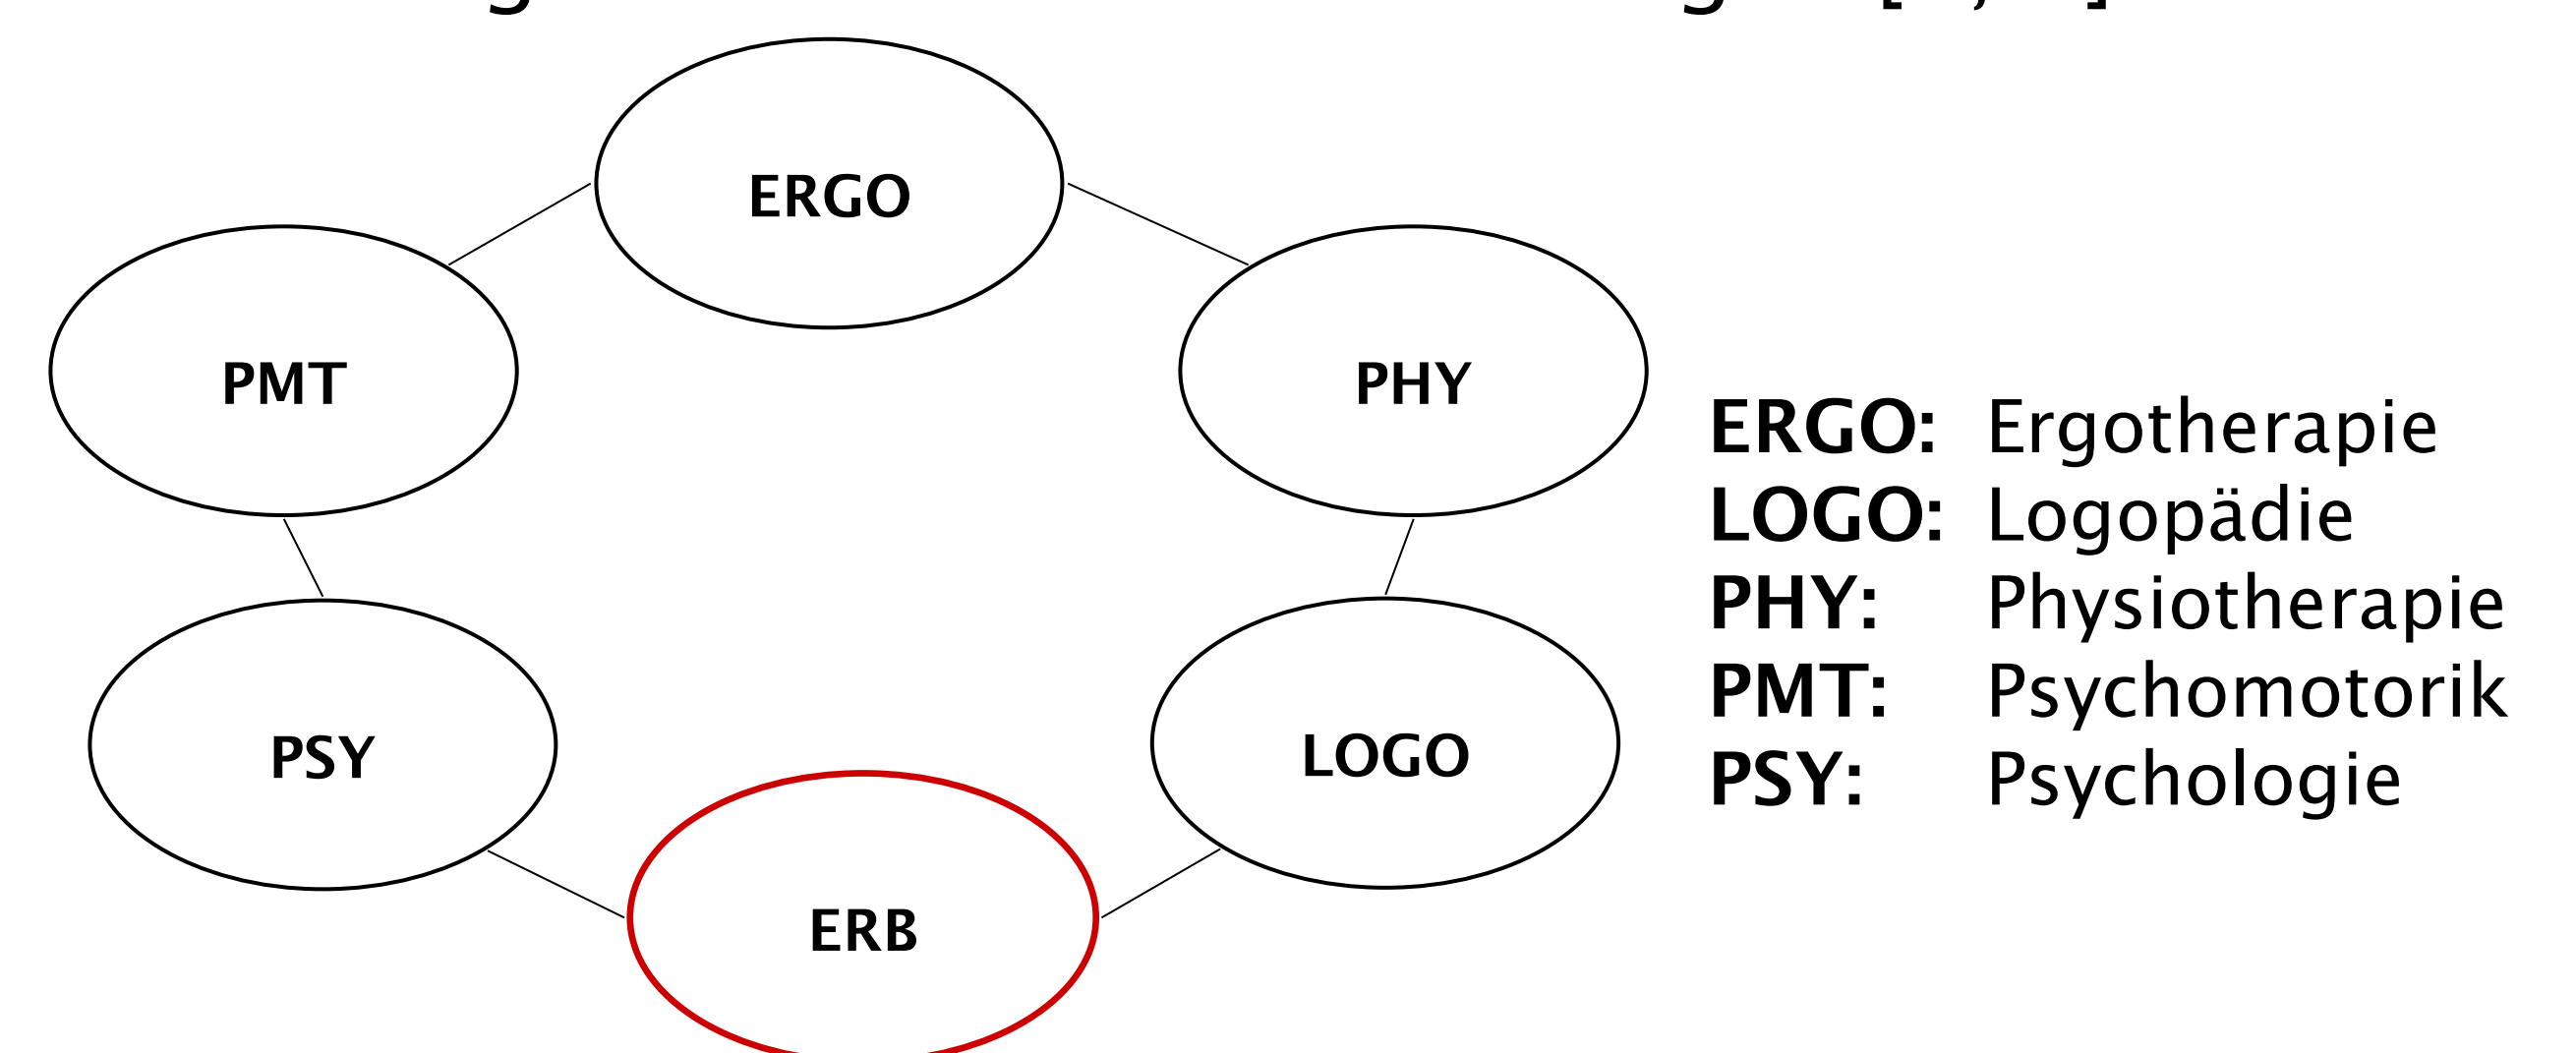 ERGO
PMT
PHY
PSY
LOGO
ERB
ERGO: Ergotherapie
LOGO: Logopädie
PHY: Physiotherapie
PMT: Psychomotorik
PSY: Psychologie